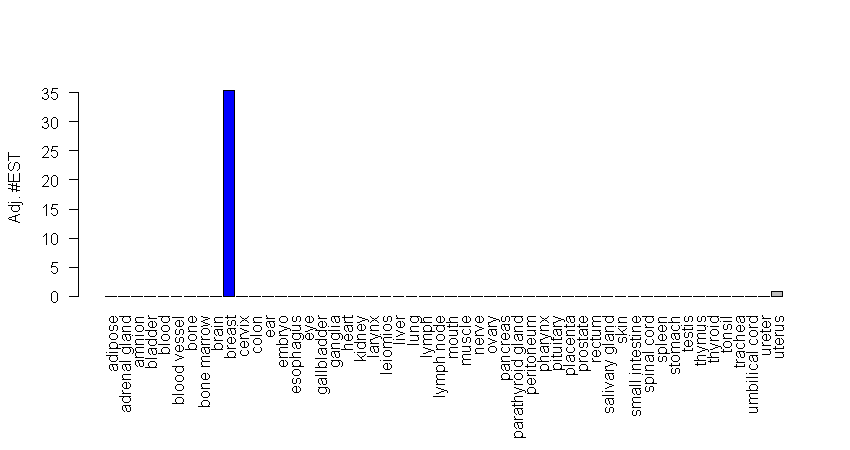 Adj. #EST
35
30
25
20
15
10
5
0
adipose
adrenal gland
amnion
bladder
blood
blood vessel
bone
bone marrow
brain
breast
cervix
colon
ear
embryo
esophagus
eye
gallbladder
ganglia
heart
kidney
larynx
leiomios
liver
lung
lymph
lymph node
mouth
muscle
nerve
ovary
pancreas
parathyroid gland
peritoneum
pharynx
pituitary
placenta
prostate
rectum
salivary gland
skin
small intestine
spinal cord
spleen
stomach
testis
thymus
thyroid
tonsil
trachea
umbilical cord
ureter
uterus